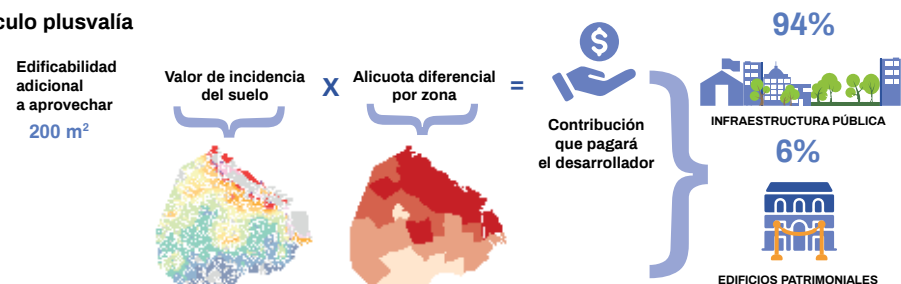 culo plusvalía
Edificabilidad
adicional
a aprovechar
200 m²
Valor de incidencia
del suelo
X
Alicuota diferencial
por zona
=
$
Contribución
que pagará
el desarrollador
94%
INFRAESTRUCTURA PÚBLICA
6%
EDIFICIOS PATRIMONIALES